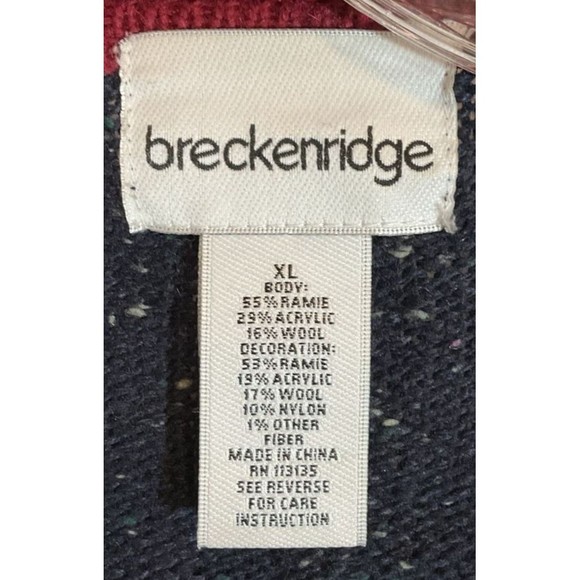 breckenridge
XL
BODY:
55% RAMIE
29% ACRYLIC
16% WOOL
DECORATION:
53% RAMIE
19% ACRYLIC
17% WOOL
10% NYLON
1% OTHER
FIBER
MADE IN CHINA
RN 113135
SEE REVERSE
FOR CARE
INSTRUCTION